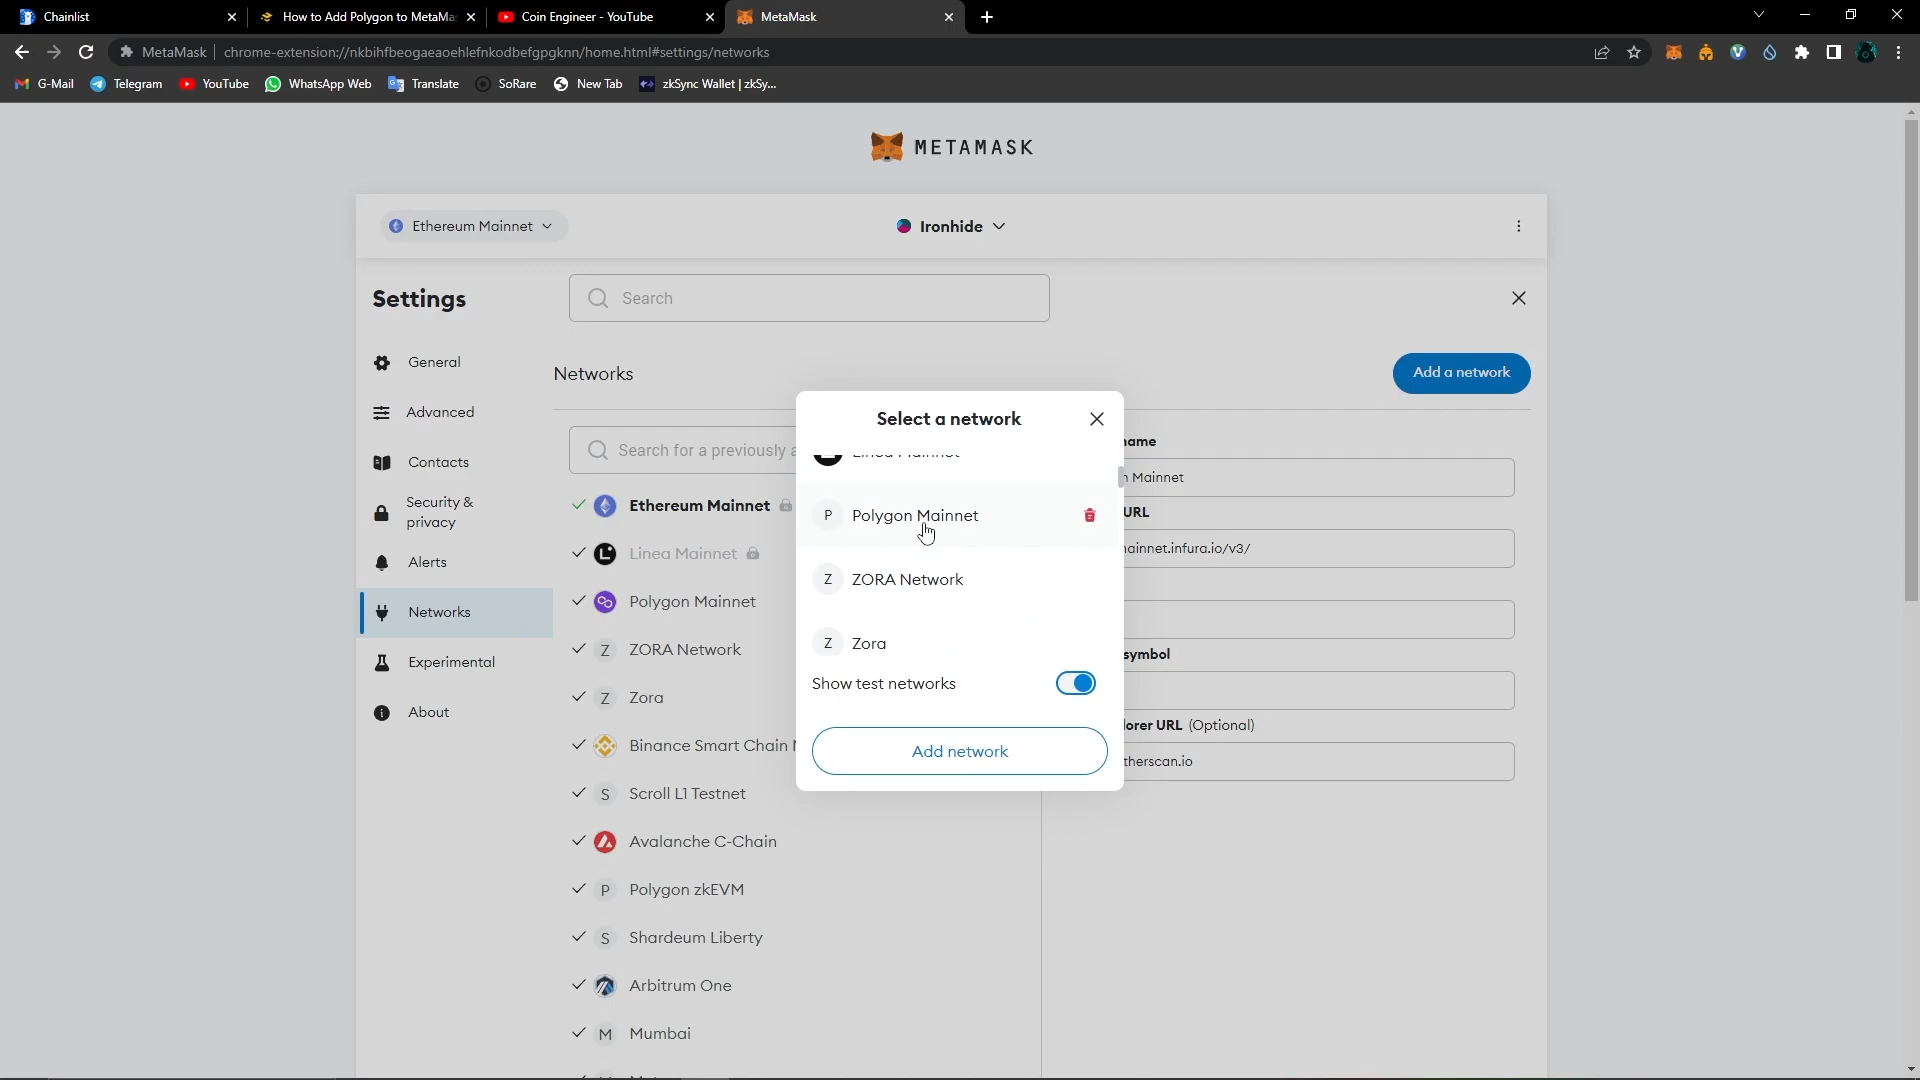 Chainlist
How to Add Polygon to MetaMa
Coin Engineer - YouTube
MetaMask
MetaMask | chrome-extension://nkbihfbeogaeaoehlefnkodbefgpgknn/home.html#settings/networks
G-Mail
Telegram
YouTube
WhatsApp Web
Translate
SoRare
New Tab
zkSync Wallet | zkSy...
METAMASK
Ethereum Mainnet
Ironhide
Settings
Search
General
Advanced
Contacts
Security &
privacy
Alerts
Networks
Experimental
About
Networks
Add a network
Search for a previously a
Ethereum Mainnet
Linea Mainnet
Polygon Mainnet
Z ZORA Network
Z Zora
Binance Smart Chain
S Scroll L1 Testnet
Avalanche C-Chain
P Polygon zkEVM
S Shardeum Liberty
Arbitrum One
M Mumbai
Select a network
Linea Mainnet
P Polygon Mainnet
Z ZORA Network
Z Zora
Show test networks
Add network
name
Mainnet
URL
mainnet.infura.io/v3/
symbol
lorer URL (Optional)
therscan.io